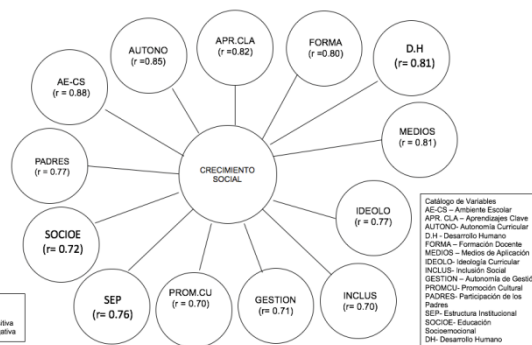 APR.CLA
(r = 0.82)
FORMA
(r =0.80)
AUTONO
(r =0.85)
D.H
(r= 0.81)
AE-CS
(r = 0.88)
MEDIOS
(r = 0.81)
PADRES
(r = 0.77)
CRECIMIENTO
SOCIAL
IDEOLO
(r = 0.77)
SOCIOE
(r= 0.72)
SEP
(r= 0.76)
PROM.CU
(r = 0.70)
GESTION
(r = 0.71)
INCLUS
(r = 0.70)
Catálogo de Variables
AE-CS – Ambiente Escolar
APR. CLA – Aprendizajes Clave
AUTONO- Autonomía Curricular
D.H - Desarrollo Humano
FORMA – Formación Docente
MEDIOS – Medios de Aplicación
IDEOLO- Ideología Curricular
INCLUS- Inclusión Social
GESTION – Autonomía de Gestió
PROMCU- Promoción Cultural
PADRES- Participación de los
Padres
SEP- Estructura Institucional
SOCIOE- Educación
Socioemocional
DH- Desarrollo Humano